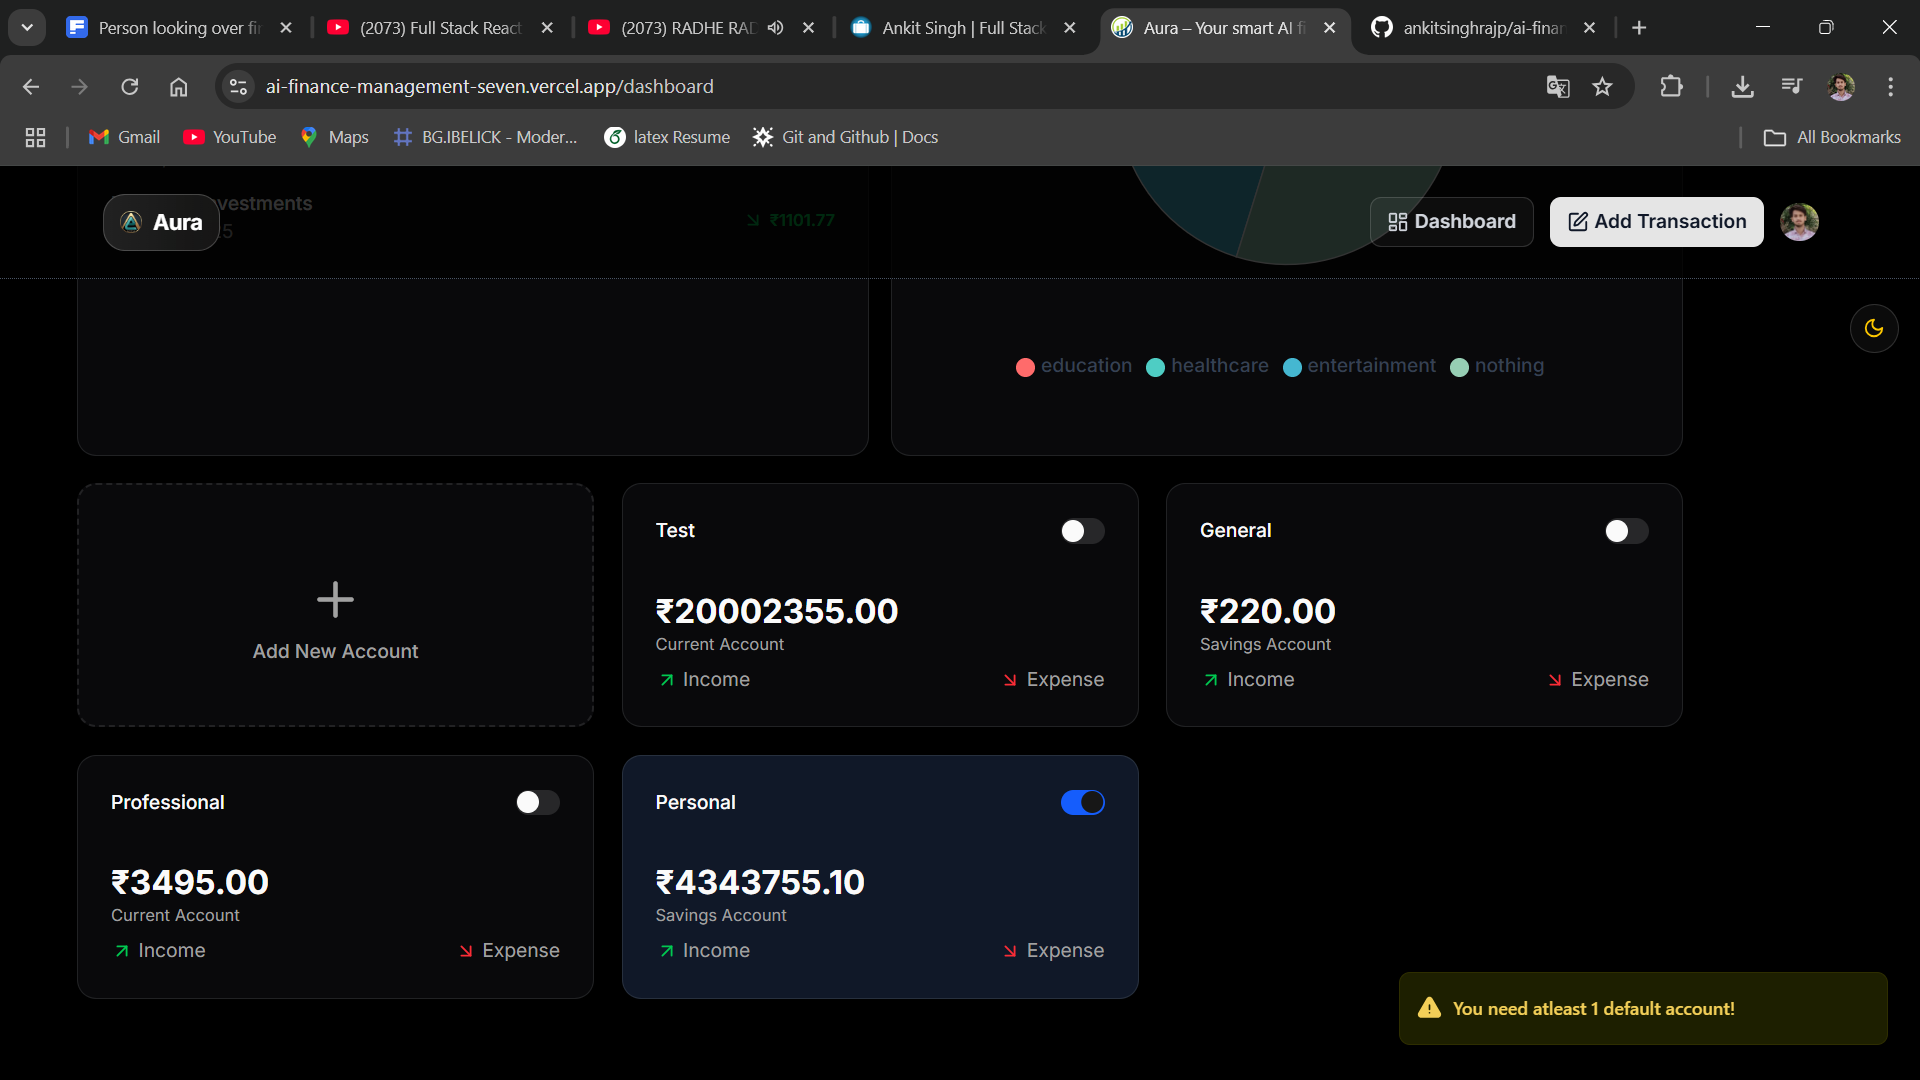 Person looking over fi
(2073) Full Stack React
(2073) RADHE RAD
Ankit Singh | Full Stack
Aura – Your smart AI fi
ankitsinghrajp/ai-finan
ai-finance-management-seven.vercel.app/dashboard
Gmail
YouTube
Maps
BG.IBELICK - Moder...
latex Resume
Git and Github | Docs
All Bookmarks
Aura
vestments
5
₹1101.77
Dashboard
Add Transaction
education
healthcare
entertainment
nothing
Add New Account
Test
₹20002355.00
Current Account
Income
Expense
General
₹220.00
Savings Account
Income
Expense
Professional
₹3495.00
Current Account
Income
Expense
Personal
₹4343755.10
Savings Account
Income
Expense
You need atleast 1 default account!